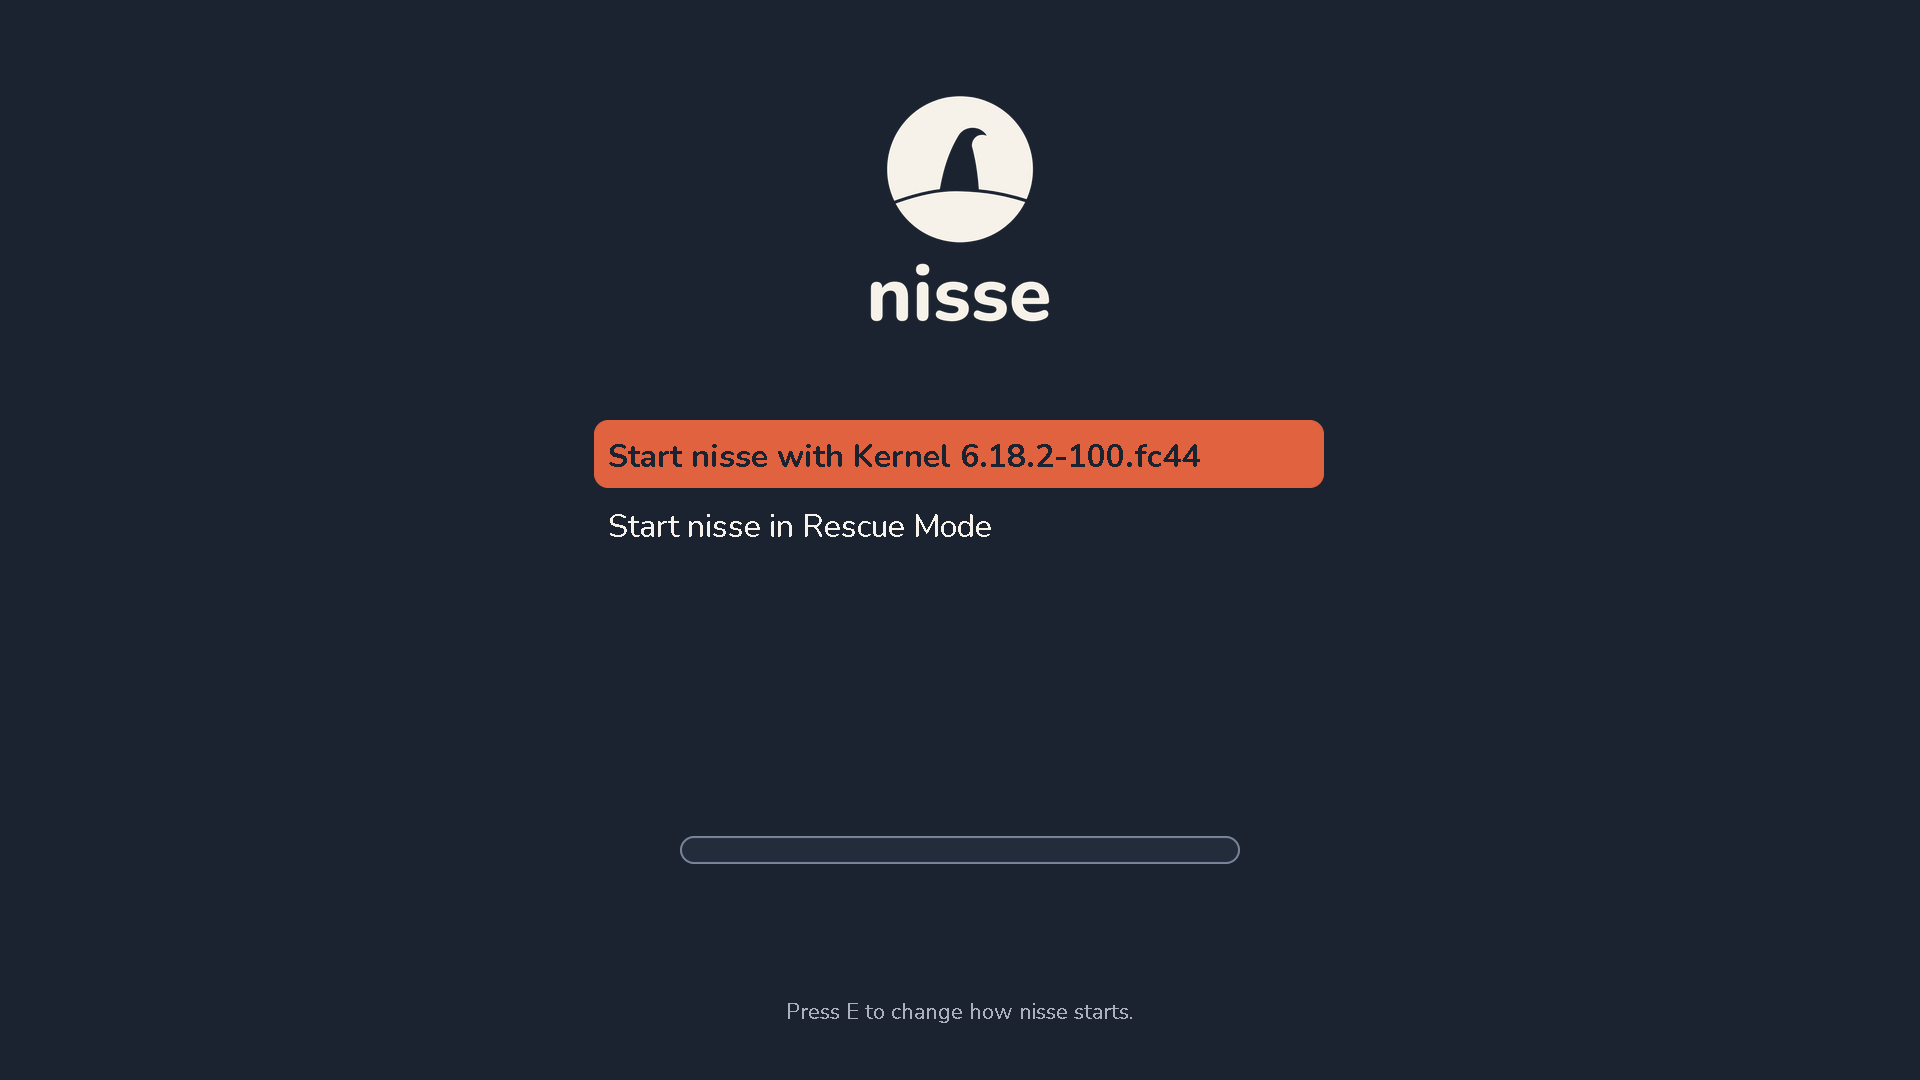 nisse
Start nisse with Kernel 6.18.2-100.fc44
Start nisse in Rescue Mode
Press E to change how nisse starts.